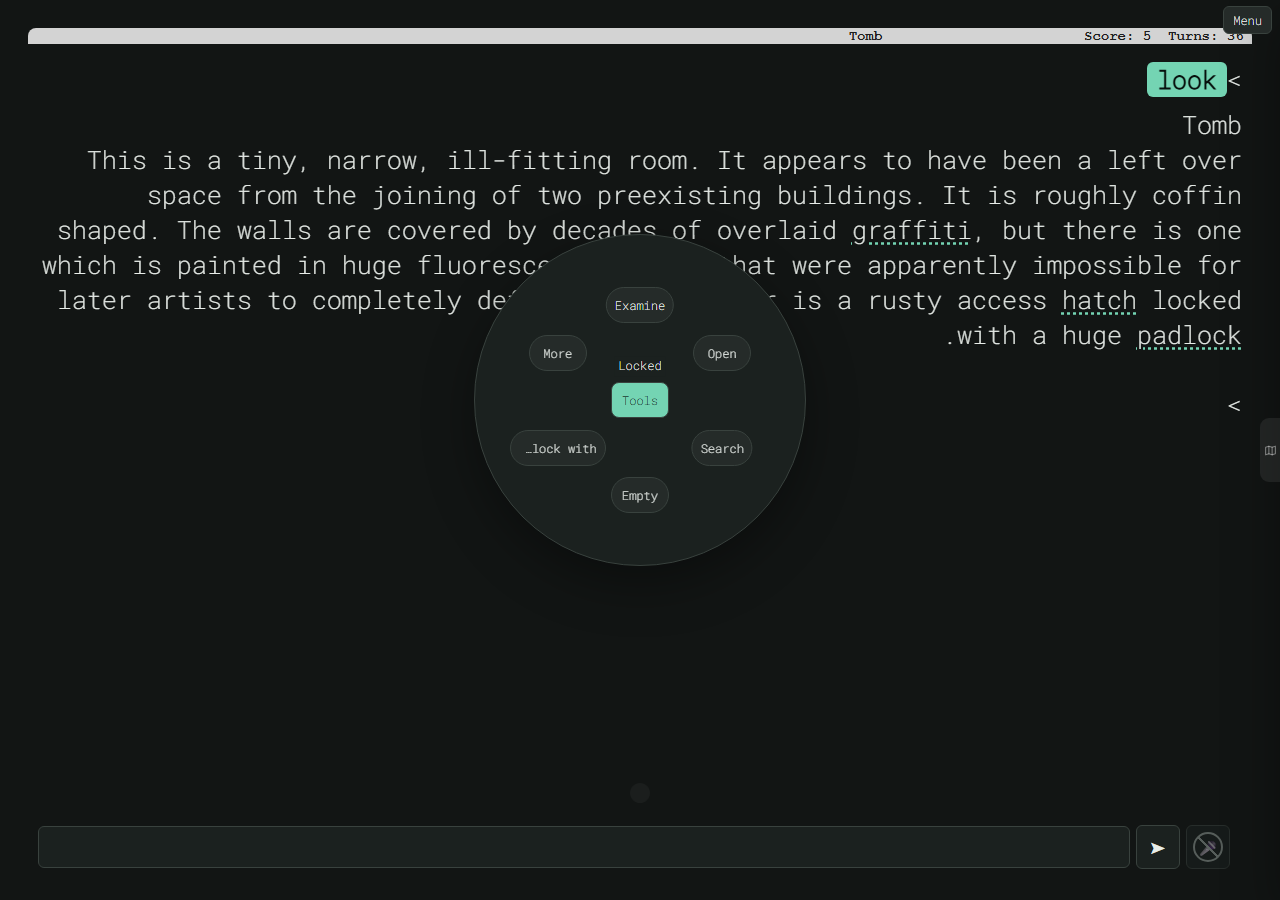 Menu
Tomb Score: 5 Turns: 36
look<
Tomb
This is a tiny, narrow, ill-fitting room. It appears to have been a left over
space from the joining of two preexisting buildings. It is roughly coffin
shaped. The walls are covered by decades of overlaid graffiti, but there is one
which is painted in huge fluoresce hat were apparently impossible for
later artists to completely de is a rusty access hatch locked
.with a huge padlock
<
Examine
More
Open
Locked
Tools
…lock with
Search
Empty